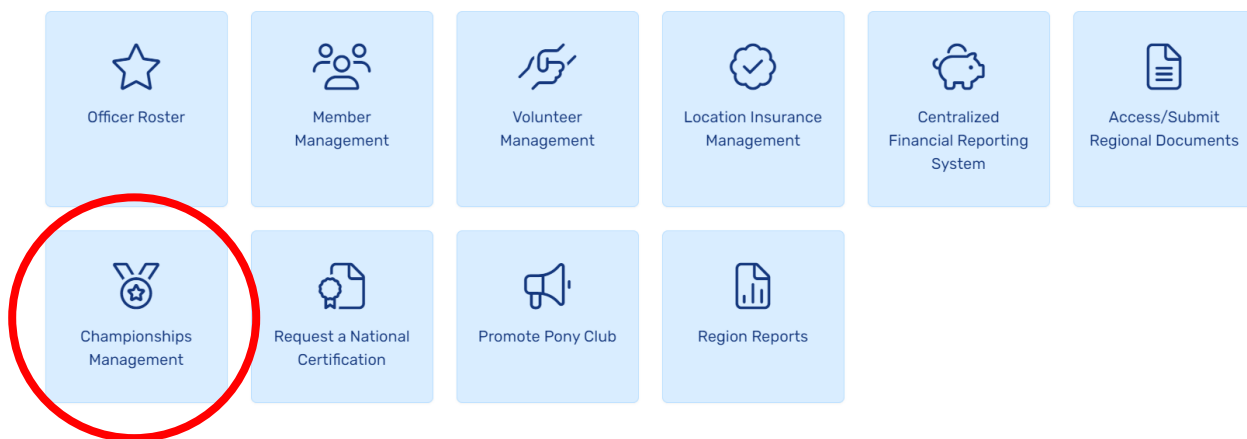 Officer Roster
Member
Management
Volunteer
Management
Location Insurance
Management
Centralized
Financial Reporting
System
Access/Submit
Regional Documents
Championships
Management
Request a National
Certification
Promote Pony Club
Region Reports